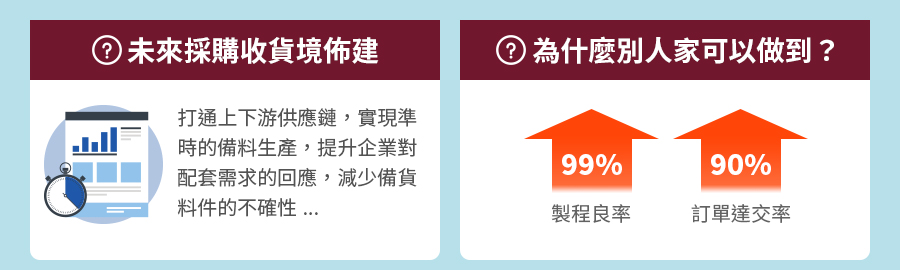 ? 未來採購收貨境佈建
打通上下游供應鏈，實現準
時的備料生產，提升企業對
配套需求的回應，減少備貨
料件的不確性 ...
? 為什麼別人家可以做到？
99% 90%
製程良率 訂單達交率